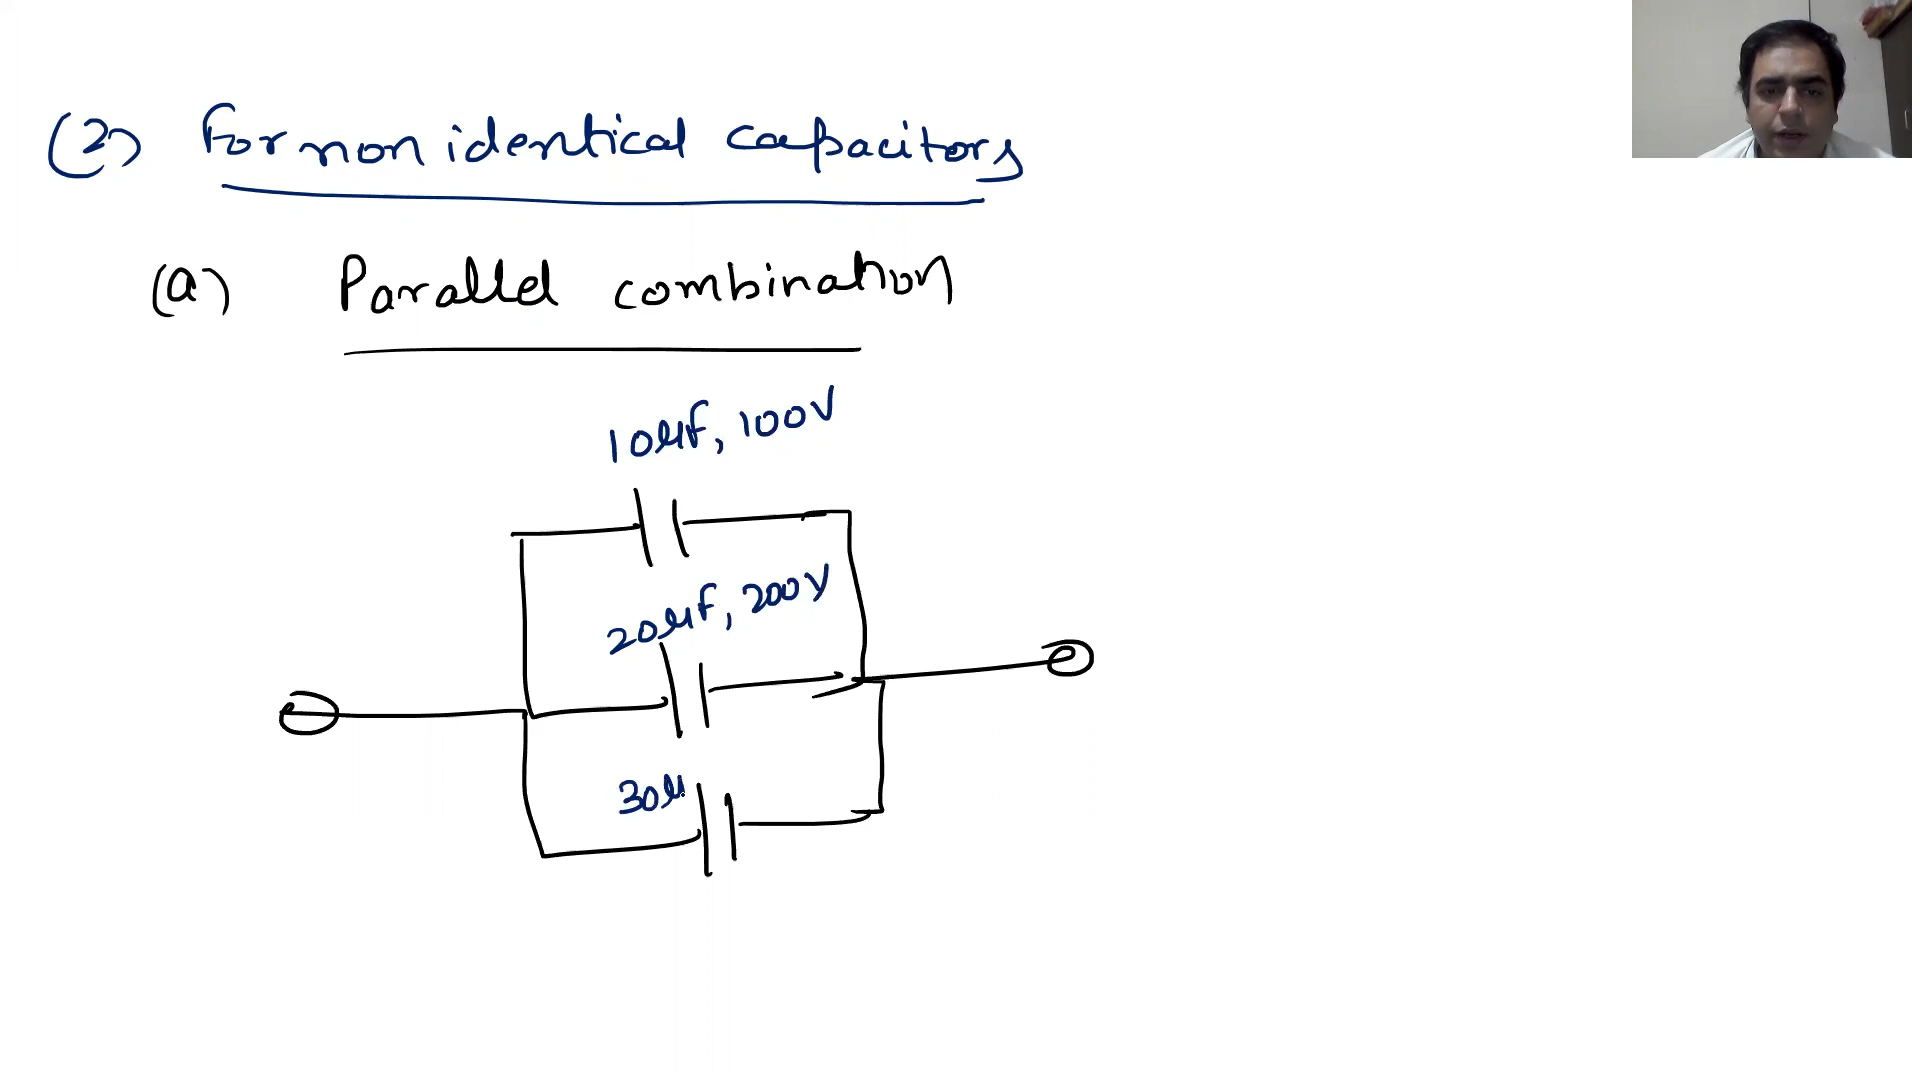 (2) For non identical capacitors
(a) Parallel combination
10μF, 100V
20μF, 200V
30μ